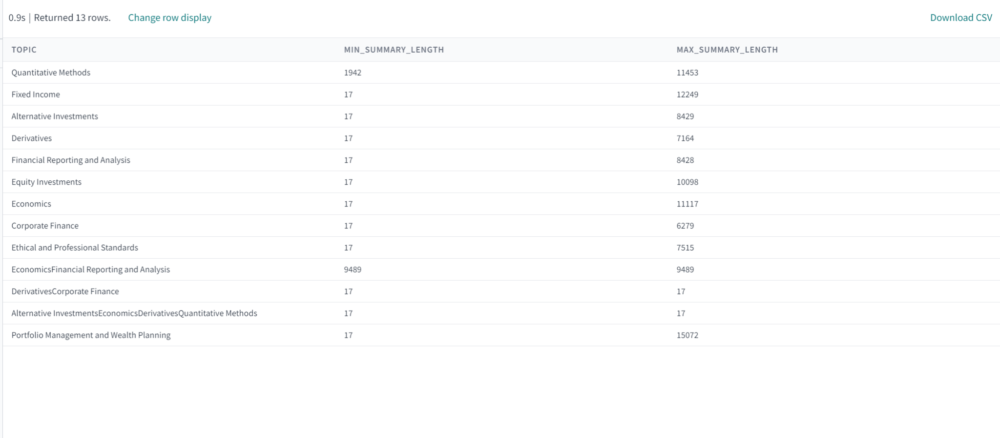 0.9s | Returned 13 rows. Change row display Download CSV
TOPIC MIN_SUMMARY_LENGTH MAX_SUMMARY_LENGTH
Quantitative Methods 1942 11453
Fixed Income 17 12249
Alternative Investments 17 8429
Derivatives 17 7164
Financial Reporting and Analysis 17 8428
Equity Investments 17 10098
Economics 17 11117
Corporate Finance 17 6279
Ethical and Professional Standards 17 7515
EconomicsFinancial Reporting and Analysis 9489 9489
DerivativesCorporate Finance 17 17
Alternative InvestmentsEconomicsDerivativesQuantitative Methods 17 17
Portfolio Management and Wealth Planning 17 15072